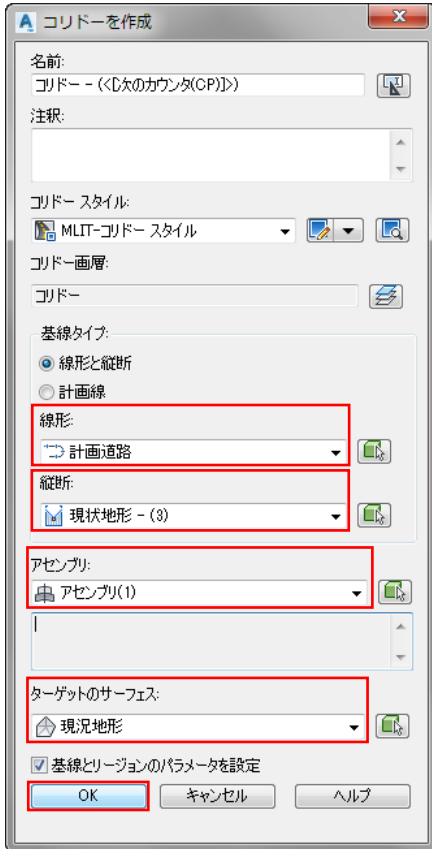 コリドーを作成
名前:
コリドー - (<[次のカウンタ(CP)]>)
注釈:
コリドー スタイル:
MLIT-コリドー スタイル
コリドー画層:
コリドー
基線タイプ:
線形と縦断
計画線
線形:
計画道路
縦断:
現状地形 - (3)
アセンブリ:
アセンブリ(1)
ターゲットのサーフェス:
現況地形
基線とリージョンのパラメータを設定
OK キャンセル ヘルプ